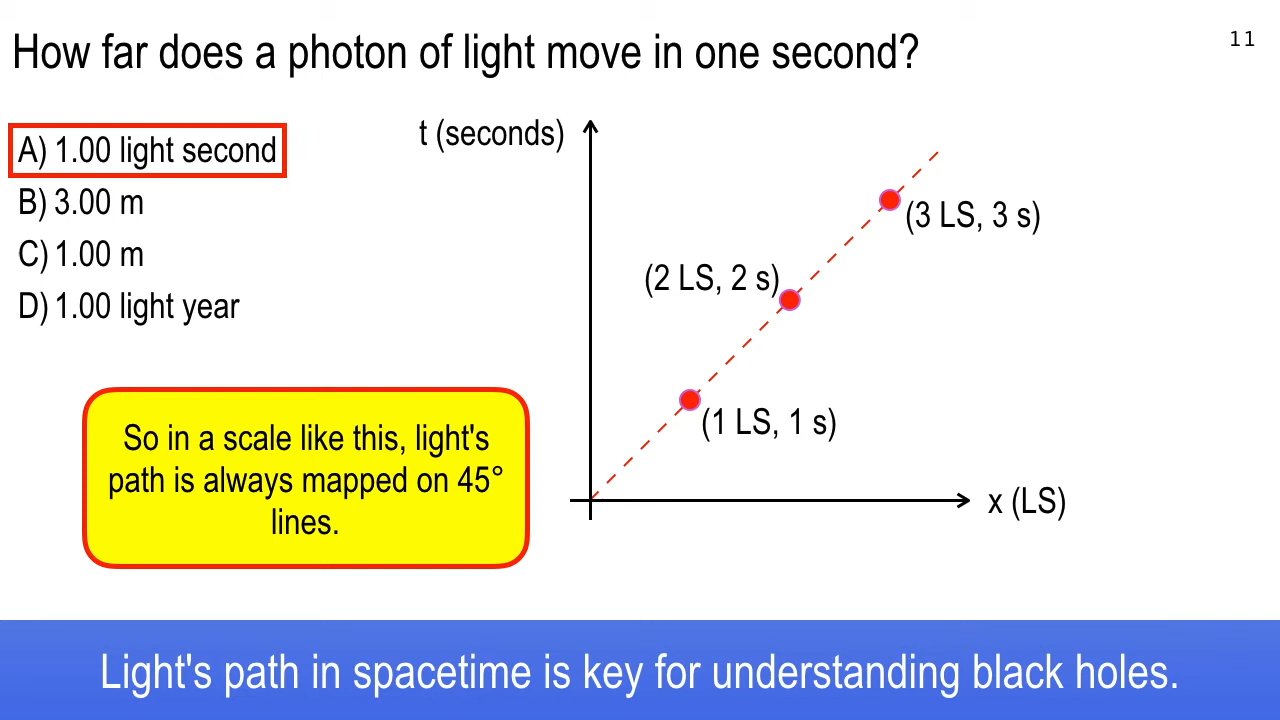 How far does a photon of light move in one second?
11
A) 1.00 light second
B) 3.00 m
C) 1.00 m
D) 1.00 light year
t (seconds)
(3 LS, 3 s)
(2 LS, 2 s)
(1 LS, 1 s)
x (LS)
So in a scale like this, light's
path is always mapped on 45°
lines.
Light's path in spacetime is key for understanding black holes.